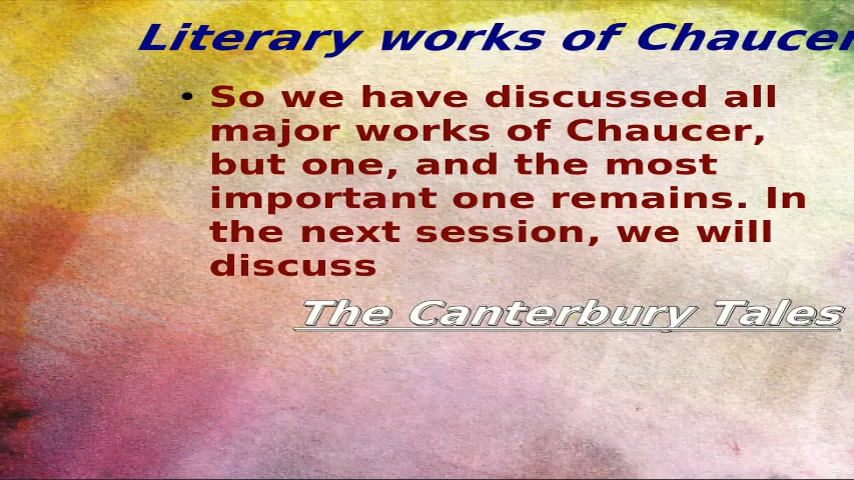 Literary works of Chaucer
• So we have discussed all
major works of Chaucer,
but one, and the most
important one remains. In
the next session, we will
discuss
The Canterbury Tales